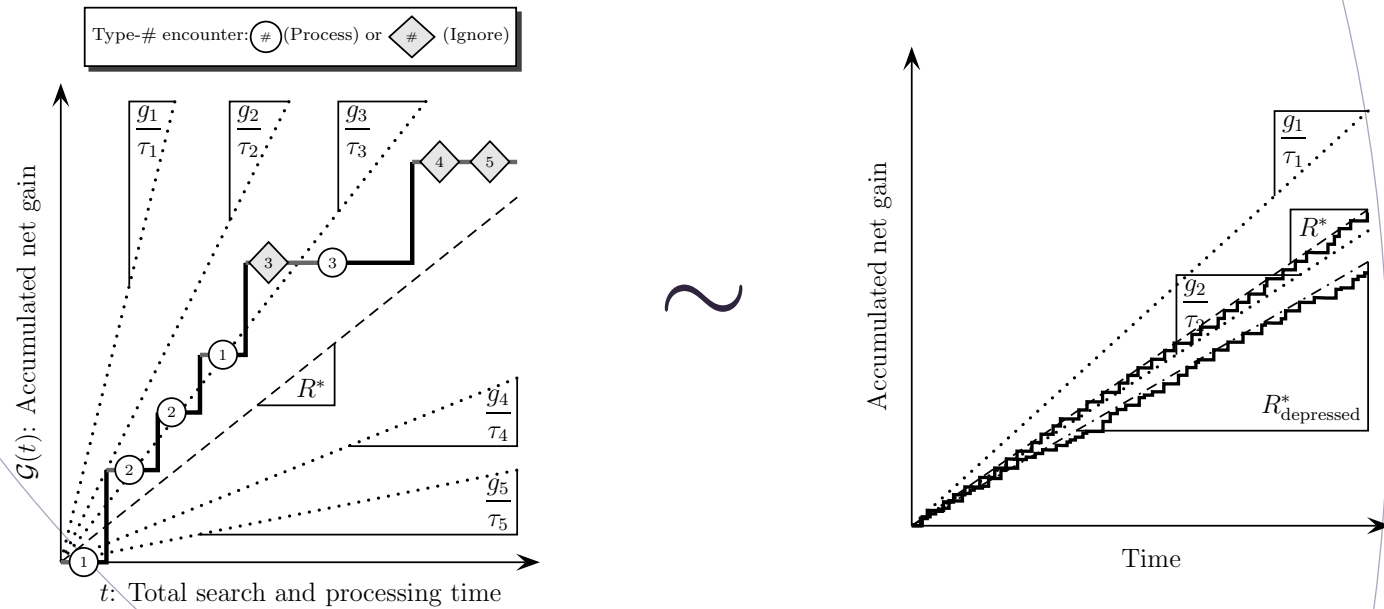 Type-# encounter: # (Process) or # (Ignore)
g₁/τ₁
g₂/τ₂
g₃/τ₃
4
5
3
3
1
2
2
1
R*
g₄/τ₄
g₅/τ₅
𝒢(t): Accumulated net gain
t: Total search and processing time
~
g₁/τ₁
R*
g₂/τ₂
R*depressed
Accumulated net gain
Time